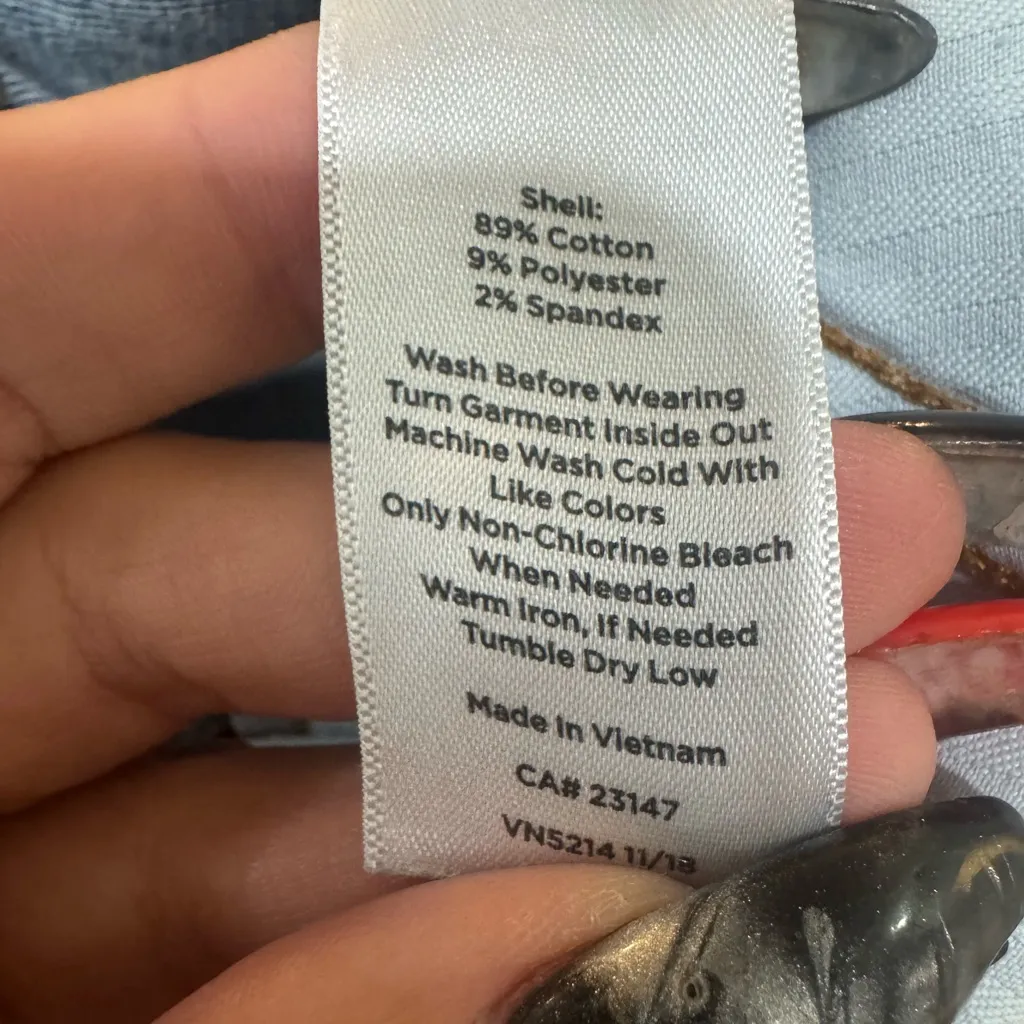 Shell:
89% Cotton
9% Polyester
2% Spandex
Wash Before Wearing
Turn Garment Inside Out
Machine Wash Cold With
Like Colors
Only Non-Chlorine Bleach
When Needed
Warm Iron, If Needed
Tumble Dry Low
Made In Vietnam
CA# 23147
VN5214 11/18